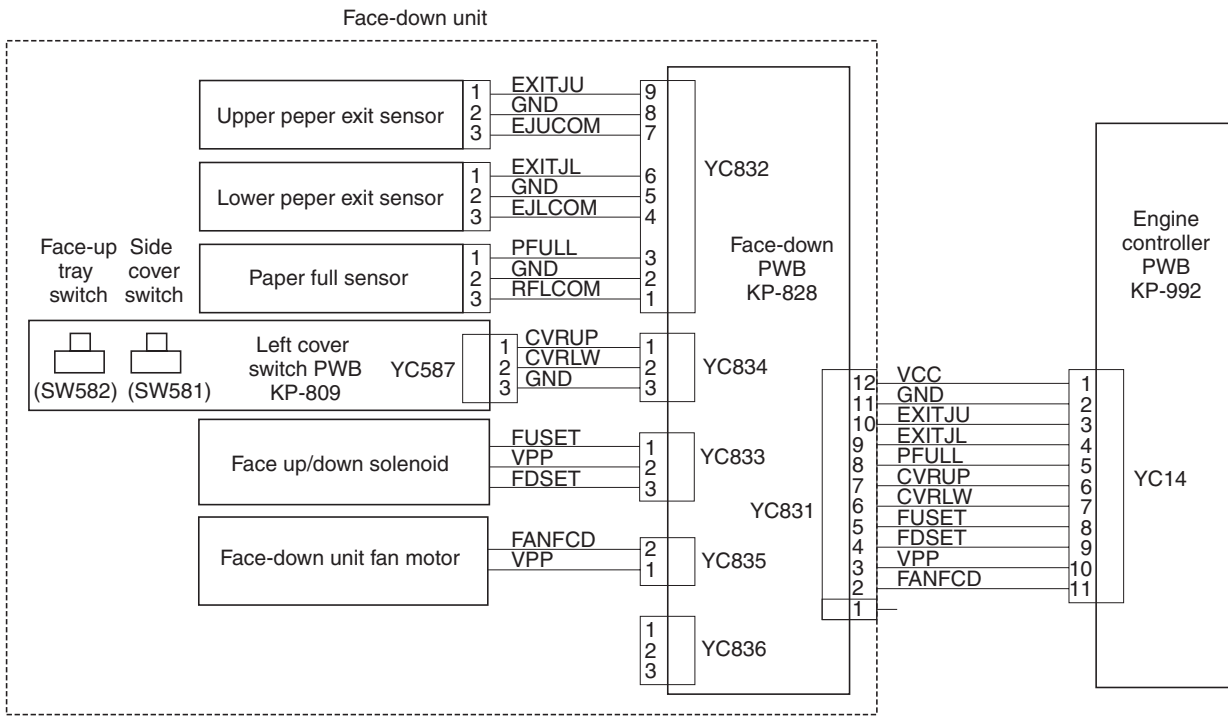 Face-down unit
Upper peper exit sensor
1 EXITJU 9
2 GND 8
3 EJUCOM 7
Lower peper exit sensor
1 EXITJL 6
2 GND 5
3 EJLCOM 4
Paper full sensor
1 PFULL 3
2 GND 2
3 RFLCOM 1
YC832
Face-up
tray
switch
Side
cover
switch
(SW582)
(SW581)
Left cover
switch PWB
KP-809
YC587
1 CVRUP 1
2 CVRLW 2
3 GND 3
YC834
Face up/down solenoid
FUSET 1
VPP 2
FDSET 3
YC833
Face-down unit fan motor
FANFCD 2
VPP 1
YC835
1
2
3
YC836
Face-down
PWB
KP-828
YC831
12 VCC 1
11 GND 2
10 EXITJU 3
9 EXITJL 4
8 PFULL 5
7 CVRUP 6
6 CVRLW 7
5 FUSET 8
4 FDSET 9
3 VPP 10
2 FANFCD 11
1
YC14
Engine
controller
PWB
KP-992